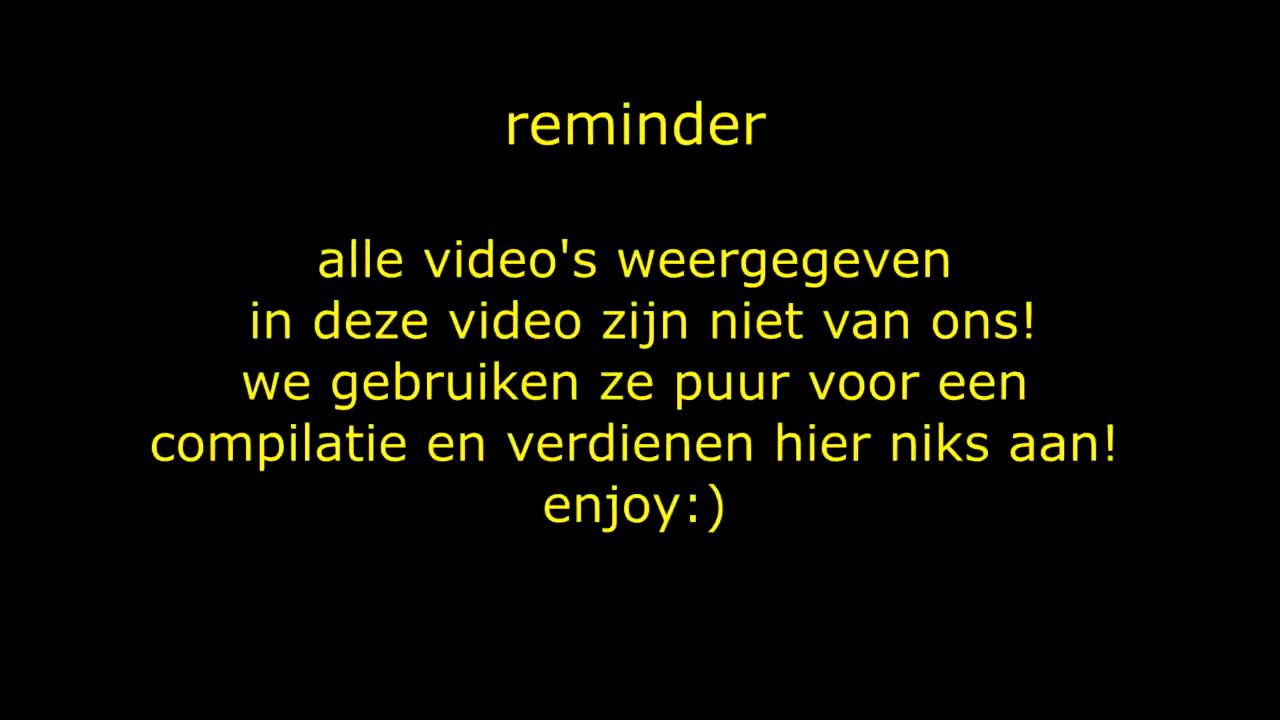 reminder
alle video's weergegeven
in deze video zijn niet van ons!
we gebruiken ze puur voor een
compilatie en verdienen hier niks aan!
enjoy:)